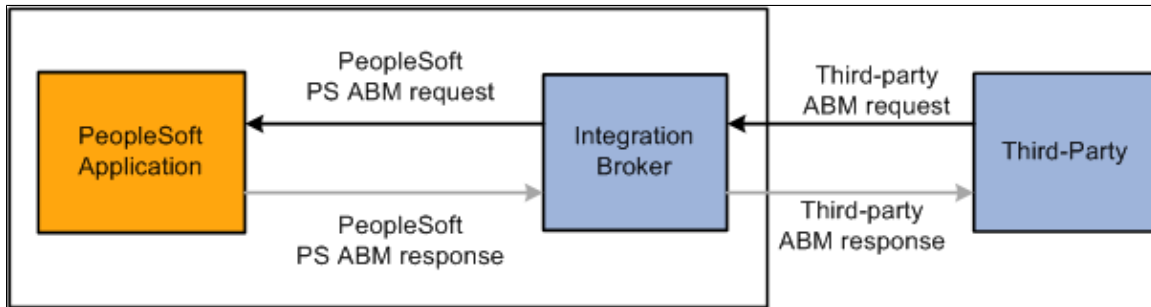 PeopleSoft
PS ABM request
Third-party
ABM request
PeopleSoft
Application
Integration
Broker
Third-Party
PeopleSoft
PS ABM response
Third-party
ABM response